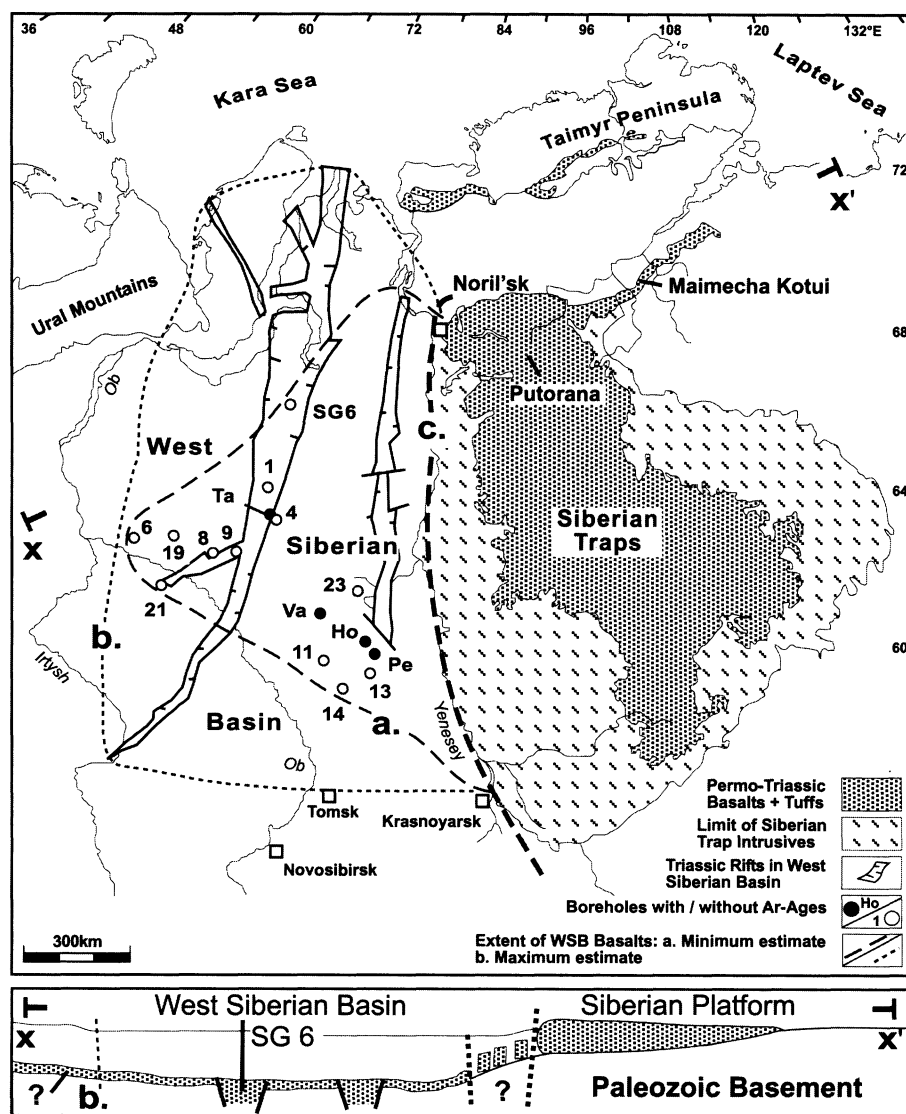 36 48 60 72 84 96 108 120 132°E
Kara Sea
Laptev Sea
Taimyr Peninsula
72
X'
Ural Mountains
Noril'sk
Maimecha Kotui
68
Ob
Putorana
SG6
c.
West
1
64
Ta
4
Siberian
Siberian
Traps
X
6
19
8
9
21
23
Va
Ho
Pe
b.
11
60
13
14
a.
Irtysh
Basin
Yenesey
Ob
Tomsk
Krasnoyarsk
Novosibirsk
Permo-Triassic
Basalts + Tuffs
Limit of Siberian
Trap Intrusives
Triassic Rifts in West
Siberian Basin
Boreholes with / without Ar-Ages
Ho
1
300km
Extent of WSB Basalts: a. Minimum estimate
b. Maximum estimate
West Siberian Basin
Siberian Platform
X
SG 6
X'
?
b.
?
Paleozoic Basement